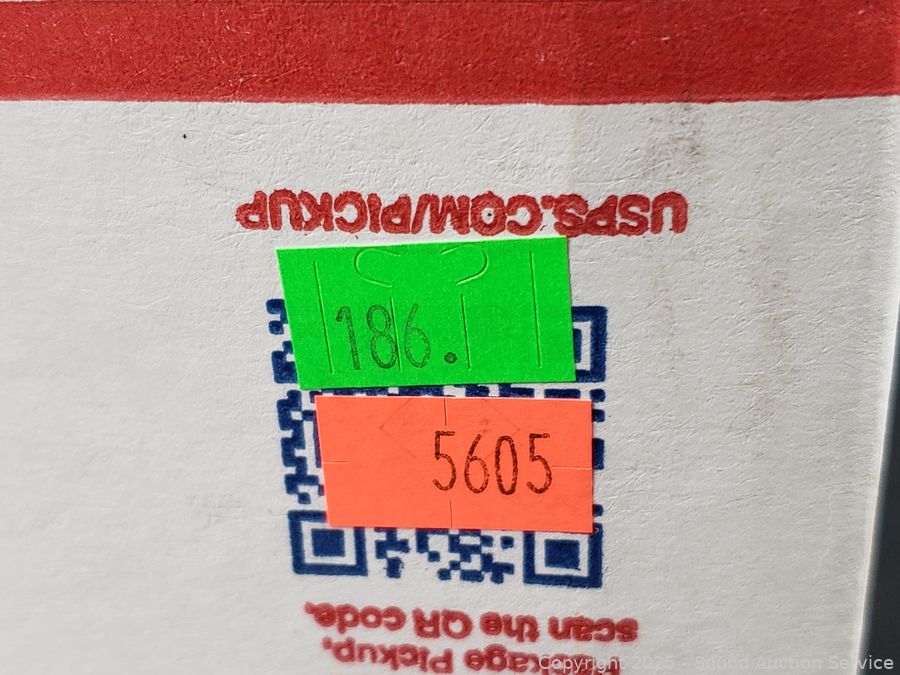 USPS.COM/PICKUP
186.
5605
scan the QR code.
Package Pickup,
Copyright 2025 - Sound Auction Service